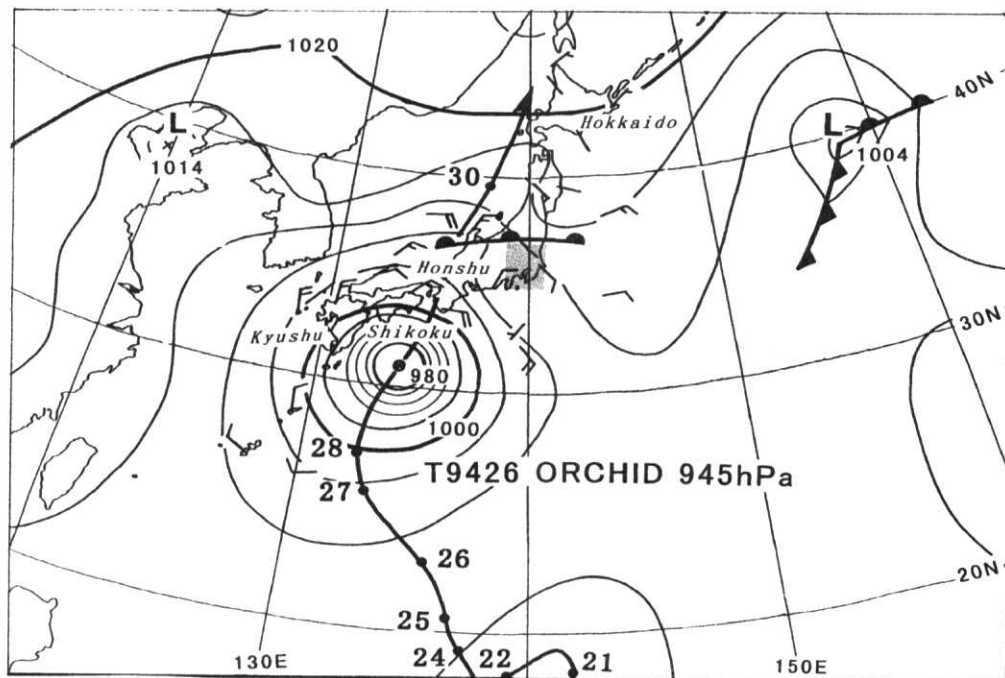 1020
40N
L
1014
Hokkaido
L
1004
30
Honshu
30N
Kyushu
Shikoku
980
1000
28
T9426 ORCHID 945hPa
27
26
20N
25
24
22
21
130E
150E